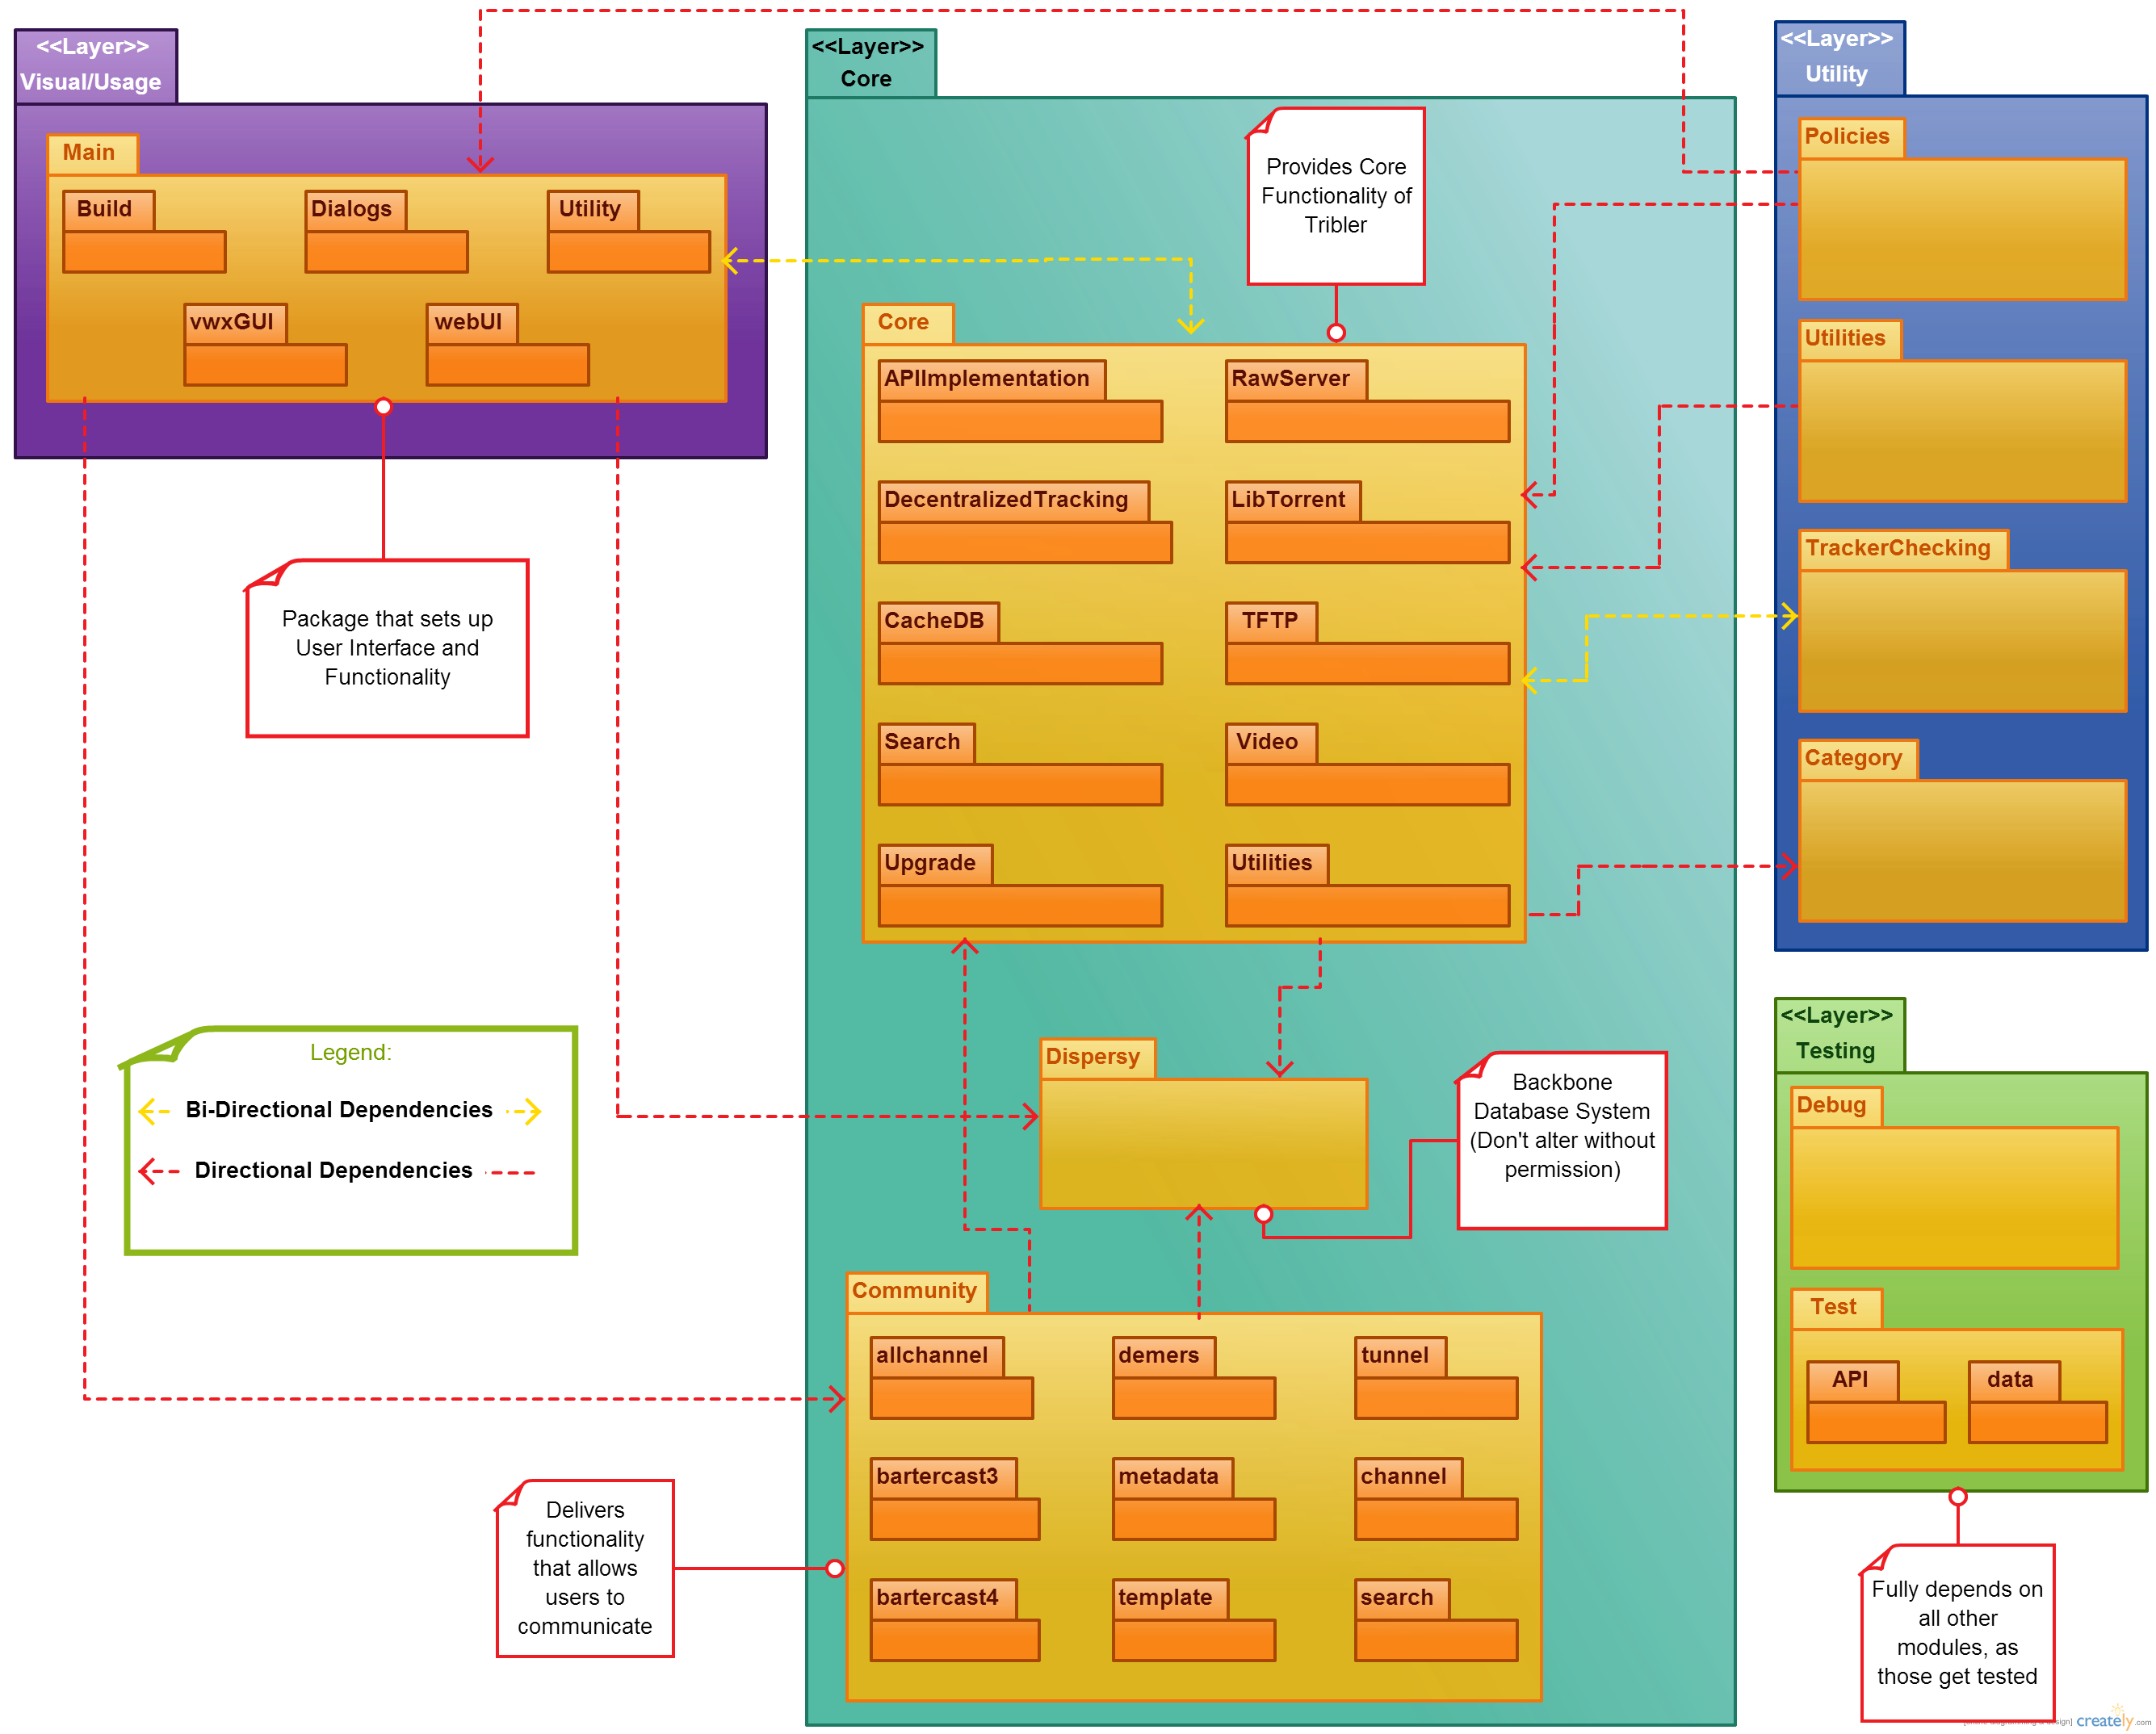 <<Layer>>
Visual/Usage
Main
Build
Dialogs
Utility
vwxGUI
webUI
Package that sets up
User Interface and
Functionality
Legend:
Bi-Directional Dependencies
Directional Dependencies
<<Layer>>
Core
Provides Core
Functionality of
Tribler
Core
APIImplementation
RawServer
DecentralizedTracking
LibTorrent
CacheDB
TFTP
Search
Video
Upgrade
Utilities
Dispersy
Backbone
Database System
(Don't alter without
permission)
Community
allchannel
demers
tunnel
bartercast3
metadata
channel
bartercast4
template
search
Delivers
functionality
that allows
users to
communicate
<<Layer>>
Utility
Policies
Utilities
TrackerChecking
Category
<<Layer>>
Testing
Debug
Test
API
data
Fully depends on
all other
modules, as
those get tested
creately.com